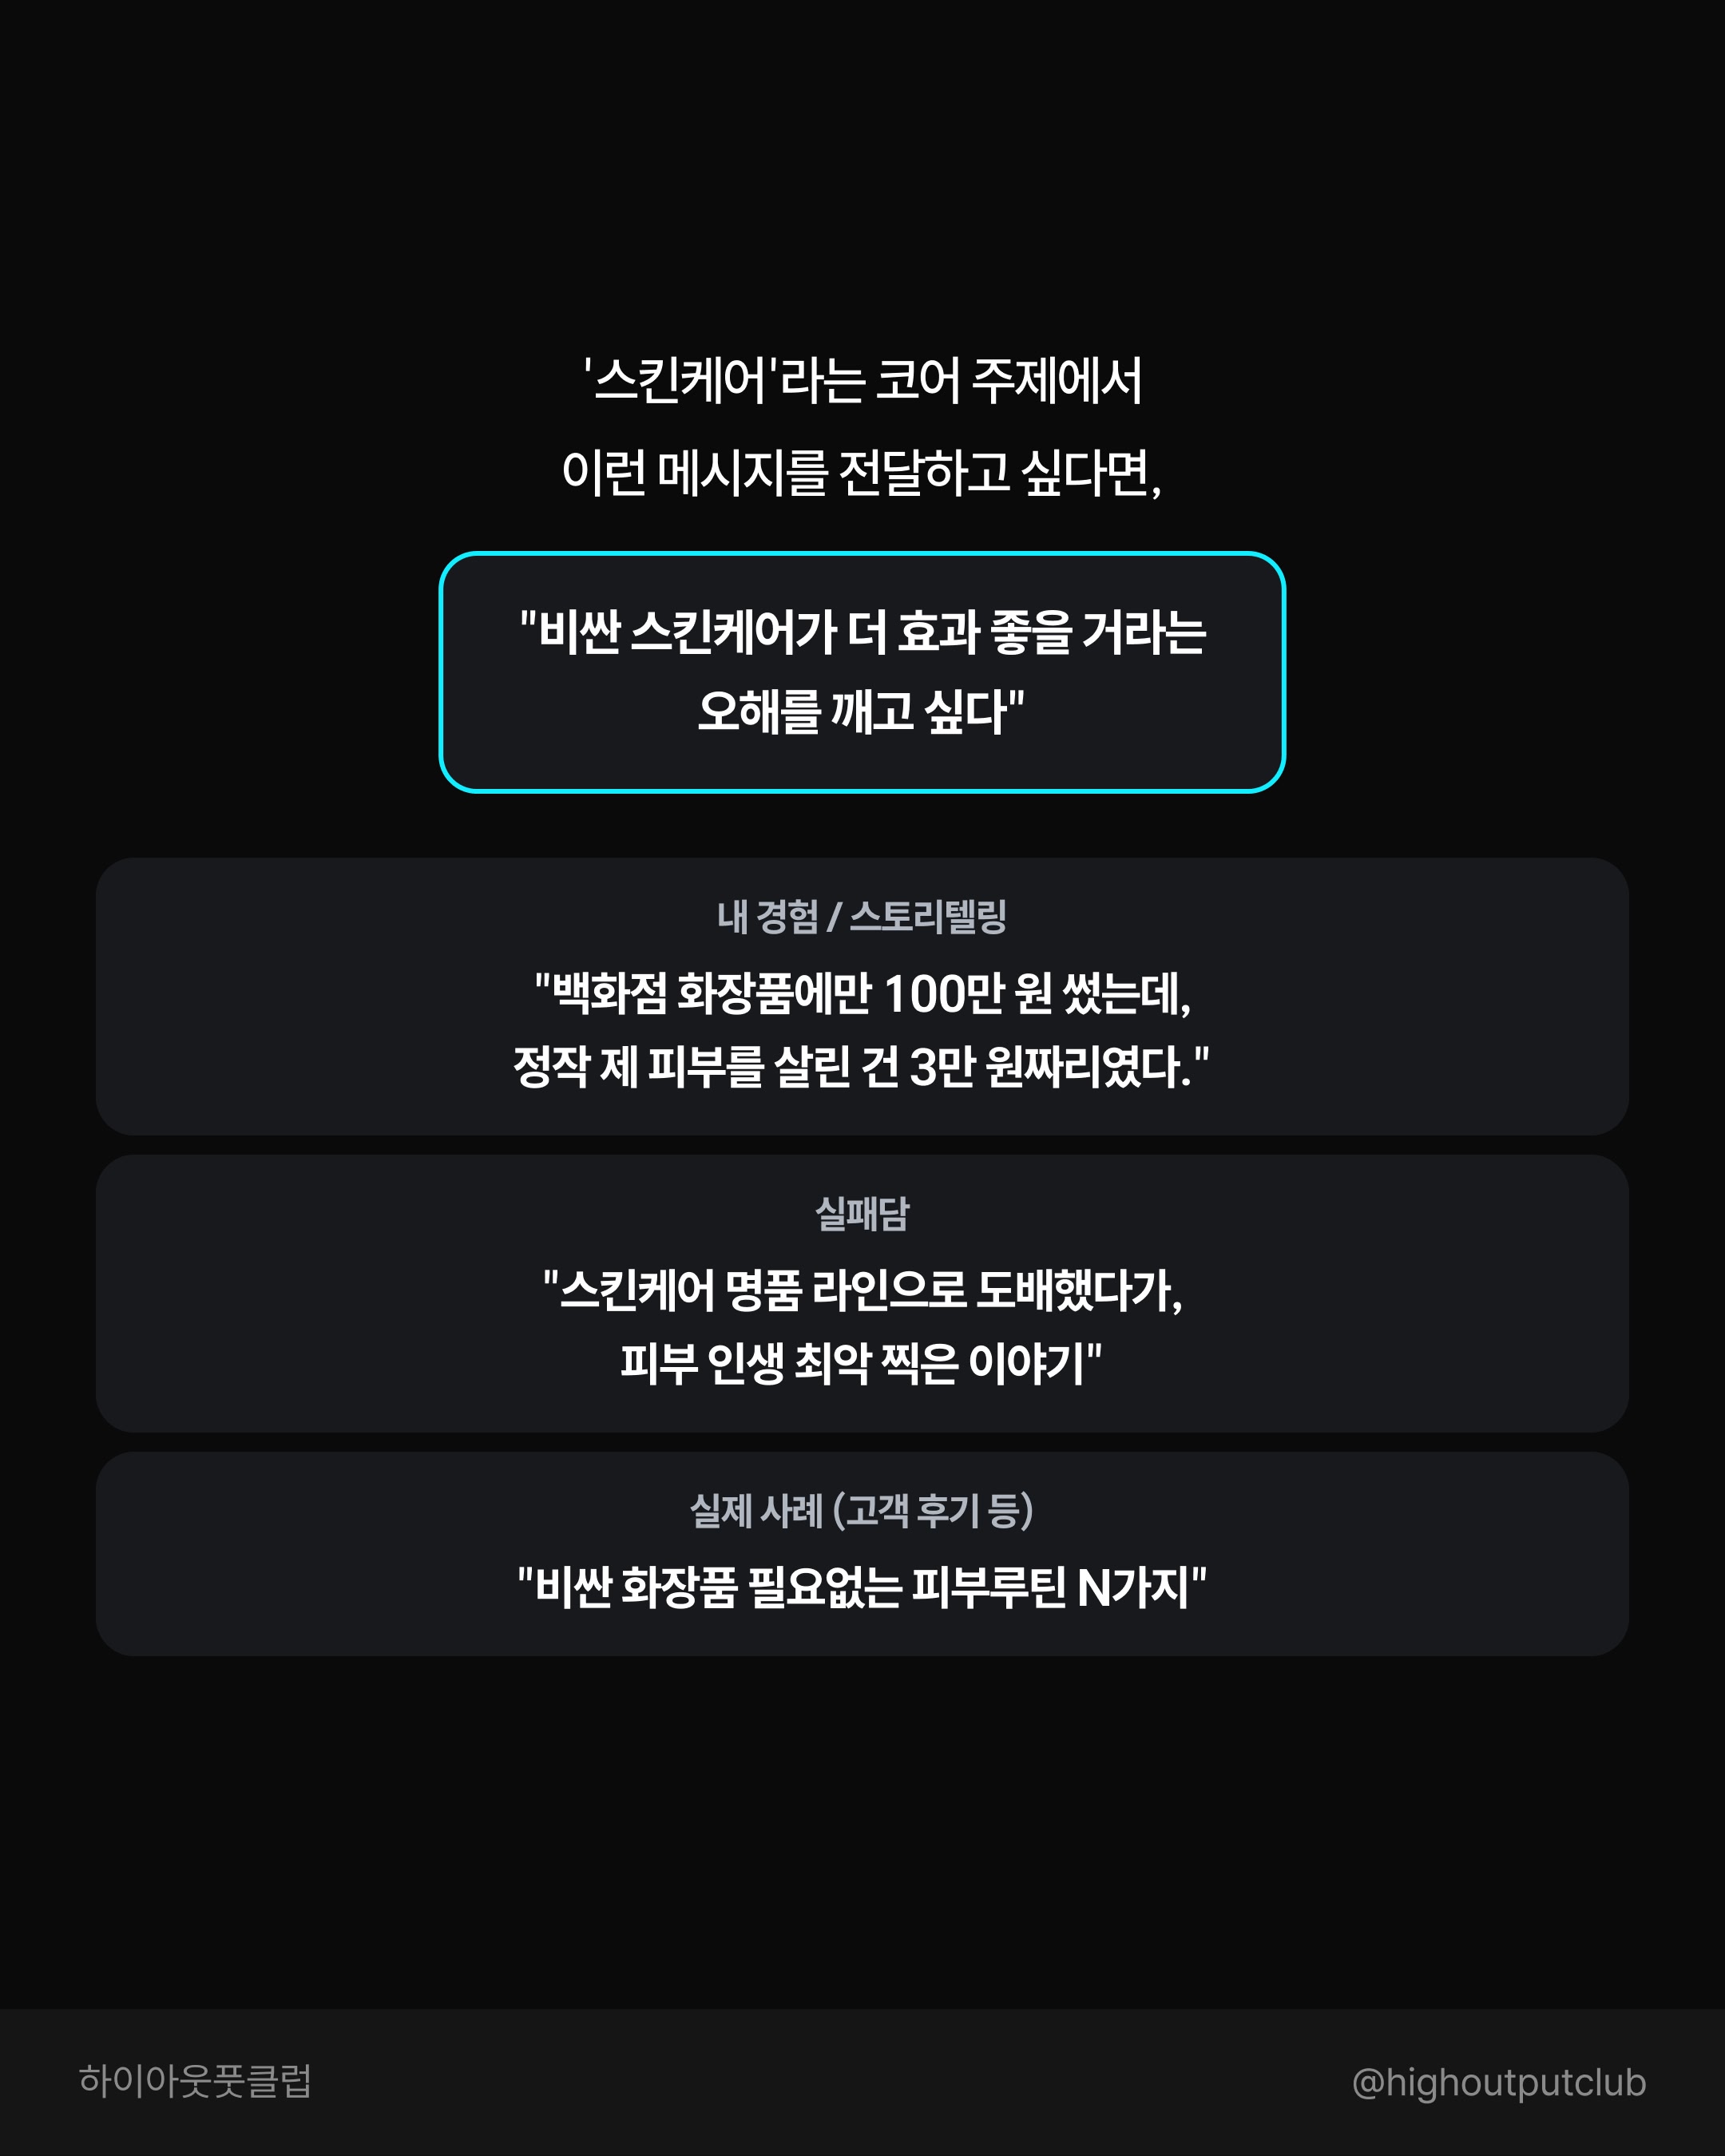 '스킨케어'라는 코어 주제에서
이런 메시지를 전달하고 싶다면,
"비싼 스킨케어가 더 효과 좋을 거라는
오해를 깨고 싶다"
내 경험 / 스토리텔링
"백화점 화장품에만 100만 원 썼는데,
정작 제 피부를 살린 건 3만 원짜리였다."
실패담
"스킨케어 명품 라인으로 도배했다가,
피부 인생 최악 찍은 이야기"
실제 사례 (고객 후기 등)
"비싼 화장품 필요없는 피부루틴 N가지"
하이아웃풋클럽
@highoutputclub